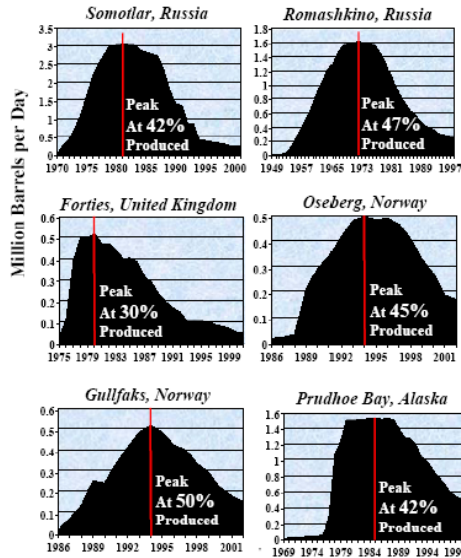 Somotlar, Russia
3.5
3
2.5
2
1.5
1
0.5
0
1970 1975 1980 1985 1990 1995 2000
Peak
At 42%
Produced
Romashkino, Russia
1.8
1.6
1.4
1.2
1
0.8
0.6
0.4
0.2
0
1949 1957 1965 1973 1981 1989 1997
Peak
At 47%
Produced
Million Barrels per Day
Forties, United Kingdom
0.6
0.5
0.4
0.3
0.2
0.1
0
1975 1979 1983 1987 1991 1995 1999
Peak
At 30%
Produced
Oseberg, Norway
0.5
0.4
0.3
0.2
0.1
0
1986 1989 1992 1995 1998 2001
Peak
At 45%
Produced
Gullfaks, Norway
0.6
0.5
0.4
0.3
0.2
0.1
0
1986 1989 1992 1995 1998 2001
Peak
At 50%
Produced
Prudhoe Bay, Alaska
1.6
1.4
1.2
1
0.8
0.6
0.4
0.2
0
1969 1974 1979 1984 1989 1994
Peak
At 42%
Produced